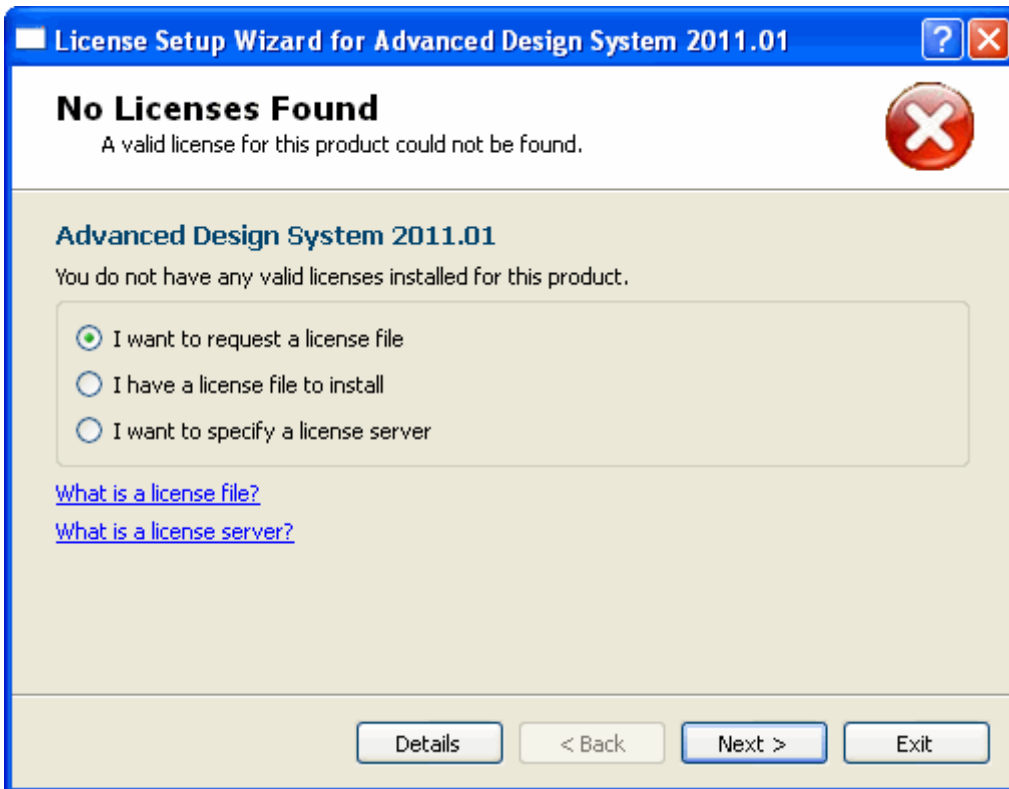 License Setup Wizard for Advanced Design System 2011.01
No Licenses Found
A valid license for this product could not be found.
Advanced Design System 2011.01
You do not have any valid licenses installed for this product.
I want to request a license file
I have a license file to install
I want to specify a license server
What is a license file?
What is a license server?
Details
< Back
Next >
Exit